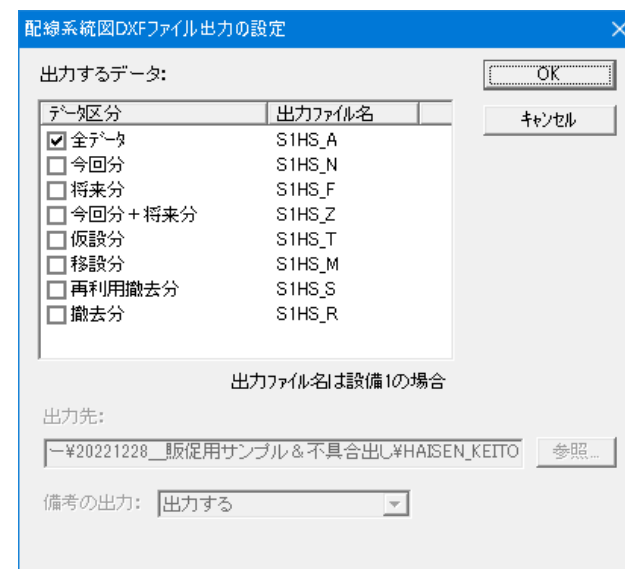 配線系統図DXFファイル出力の設定
出力するデータ:
OK
キャンセル
ﾃﾞｰﾀ区分 出力ﾌｧｲﾙ名
全ﾃﾞｰﾀ S1HS_A
今回分 S1HS_N
将来分 S1HS_F
今回分+将来分 S1HS_Z
仮設分 S1HS_T
移設分 S1HS_M
再利用撤去分 S1HS_S
撤去分 S1HS_R
出力ﾌｧｲﾙ名は設備1の場合
出力先:
ー¥20221228__販促用サンプル&不具合出し¥HAISEN_KEITO 参照...
備考の出力: 出力する